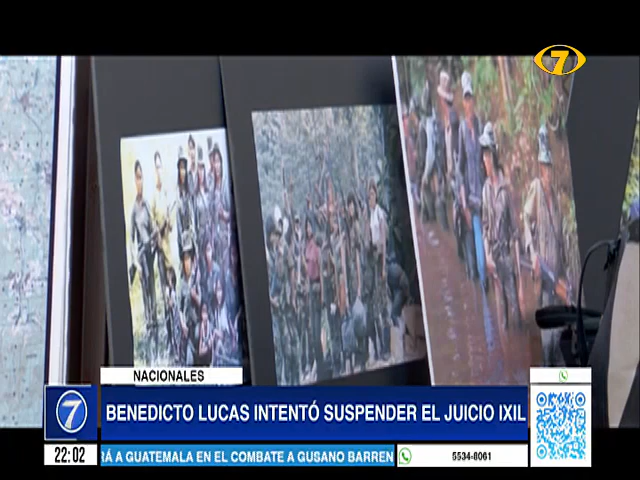 7
NACIONALES
7 BENEDICTO LUCAS INTENTÓ SUSPENDER EL JUICIO IXIL
22:02 RÁ A GUATEMALA EN EL COMBATE A GUSANO BARREN 5534-8061